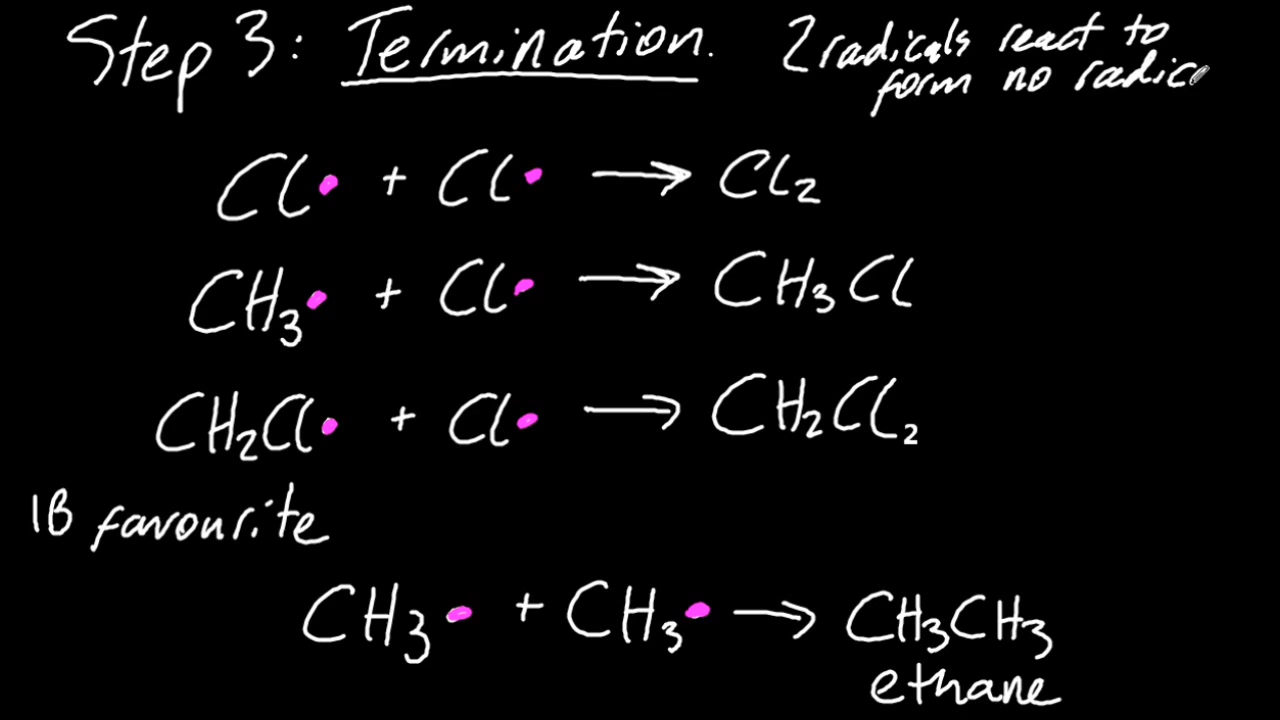 Step 3: Termination.
2 radicals react to
form no radic
Cl• + Cl• → Cl₂
CH₃• + Cl• → CH₃Cl
CH₂Cl• + Cl• → CH₂Cl₂
IB favourite
CH₃• + CH₃• → CH₃CH₃
ethane